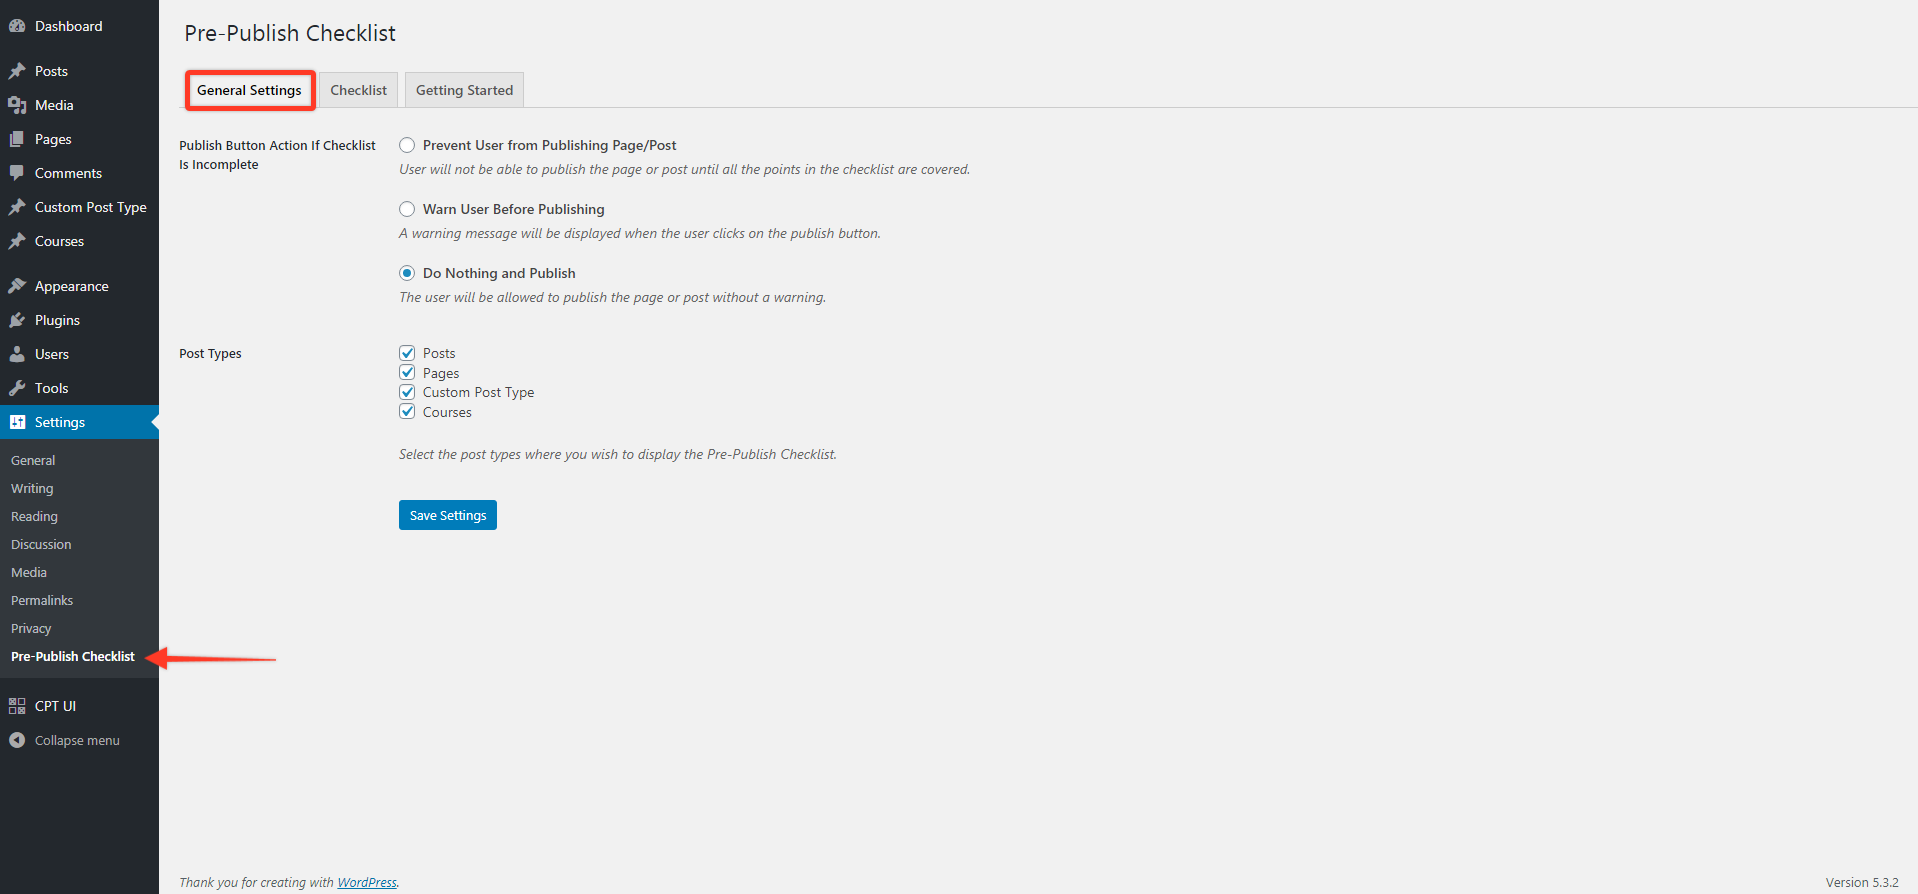 Dashboard
Posts
Media
Pages
Comments
Custom Post Type
Courses
Appearance
Plugins
Users
Tools
Settings
General
Writing
Reading
Discussion
Media
Permalinks
Privacy
Pre-Publish Checklist
CPT UI
Collapse menu
Pre-Publish Checklist
General Settings
Checklist
Getting Started
Publish Button Action If Checklist
Is Incomplete
Prevent User from Publishing Page/Post
User will not be able to publish the page or post until all the points in the checklist are covered.
Warn User Before Publishing
A warning message will be displayed when the user clicks on the publish button.
Do Nothing and Publish
The user will be allowed to publish the page or post without a warning.
Post Types
Posts
Pages
Custom Post Type
Courses
Select the post types where you wish to display the Pre-Publish Checklist.
Save Settings
Thank you for creating with WordPress.
Version 5.3.2